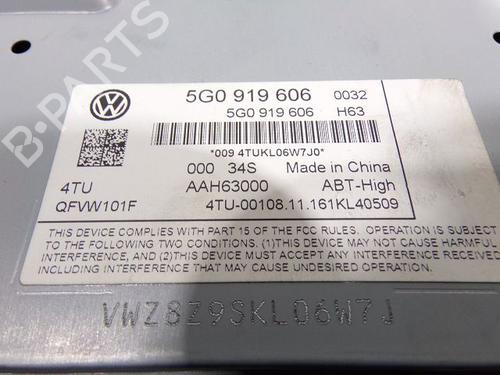 B-PARTS
5G0 919 606 0032
5G0 919 606 H63
*009 4TUKL06W7J0*
000 34S Made in China
4TU AAH63000 ABT-High
QFVW101F 4TU-00108.11.161KL40509
THIS DEVICE COMPLIES WITH PART 15 OF THE FCC RULES. OPERATION IS SUBJECT
THE FOLLOWING TWO CONDITIONS. (1)THIS DEVICE MAY NOT CAUSE HARMFUL
INTERFERENCE, AND (2)THIS DEVICE MUST ACCEPT ANY INTERFERENCE RECEIVED
INCLUDING INTERFERENCE THAT MAY CAUSE UNDESIRED OPERATION.
VWZ8Z9SKL06W7J